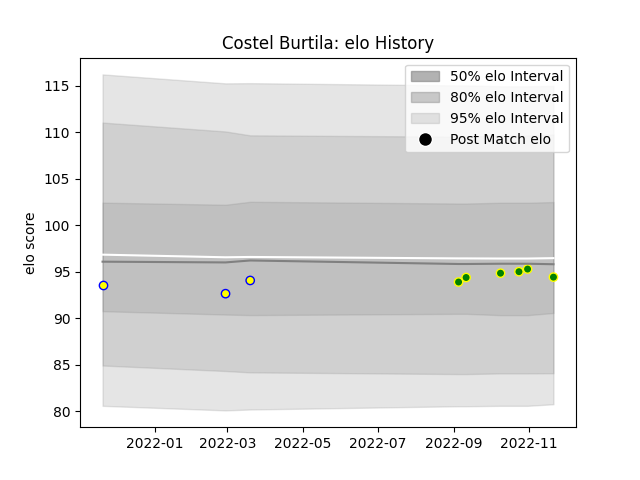 Costel Burtila: elo History
50% elo Interval
80% elo Interval
95% elo Interval
Post Match elo
elo score
115
110
105
100
95
90
85
80
2022-01
2022-03
2022-05
2022-07
2022-09
2022-11